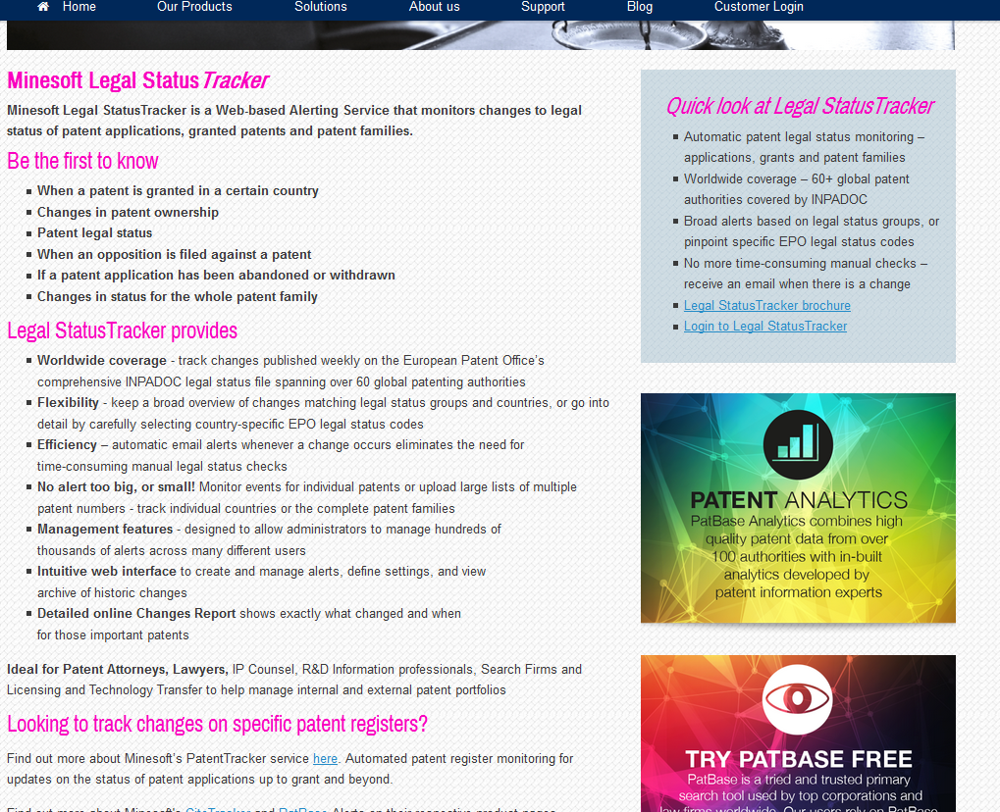 Home Our Products Solutions About us Support Blog Customer Login
Minesoft Legal StatusTracker
Minesoft Legal StatusTracker is a Web-based Alerting Service that monitors changes to legal
status of patent applications, granted patents and patent families.
Be the first to know
When a patent is granted in a certain country
Changes in patent ownership
Patent legal status
When an opposition is filed against a patent
If a patent application has been abandoned or withdrawn
Changes in status for the whole patent family
Legal StatusTracker provides
Worldwide coverage - track changes published weekly on the European Patent Office's
comprehensive INPADOC legal status file spanning over 60 global patenting authorities
Flexibility - keep a broad overview of changes matching legal status groups and countries, or go into
detail by carefully selecting country-specific EPO legal status codes
Efficiency – automatic email alerts whenever a change occurs eliminates the need for
time-consuming manual legal status checks
No alert too big, or small! Monitor events for individual patents or upload large lists of multiple
patent numbers - track individual countries or the complete patent families
Management features - designed to allow administrators to manage hundreds of
thousands of alerts across many different users
Intuitive web interface to create and manage alerts, define settings, and view
archive of historic changes
Detailed online Changes Report shows exactly what changed and when
for those important patents
Ideal for Patent Attorneys, Lawyers, IP Counsel, R&D Information professionals, Search Firms and
Licensing and Technology Transfer to help manage internal and external patent portfolios
Looking to track changes on specific patent registers?
Find out more about Minesoft's PatentTracker service here. Automated patent register monitoring for
updates on the status of patent applications up to grant and beyond.
Find out more about Minesoft's CiteTracker and PatBase Alerts on their respective product pages
Quick look at Legal StatusTracker
Automatic patent legal status monitoring –
applications, grants and patent families
Worldwide coverage – 60+ global patent
authorities covered by INPADOC
Broad alerts based on legal status groups, or
pinpoint specific EPO legal status codes
No more time-consuming manual checks –
receive an email when there is a change
Legal StatusTracker brochure
Login to Legal StatusTracker
PATENT ANALYTICS
PatBase Analytics combines high
quality patent data from over
100 authorities with in-built
analytics developed by
patent information experts
TRY PATBASE FREE
PatBase is a tried and trusted primary
search tool used by top corporations and
law firms worldwide. Our users rely on PatBase